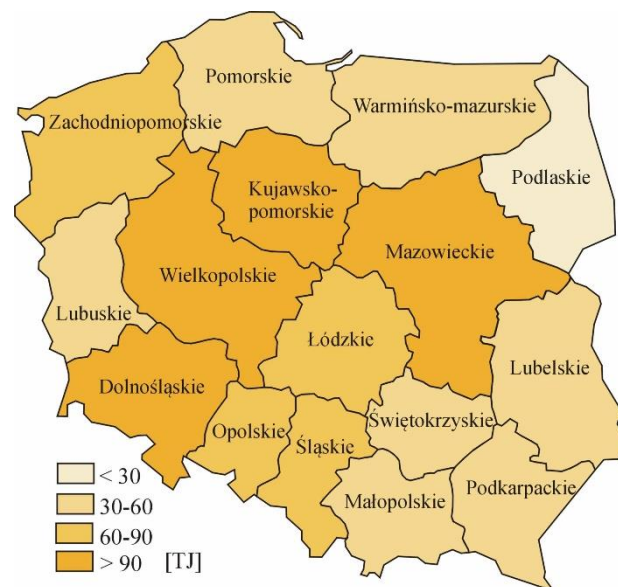 Pomorskie
Warmińsko-mazurskie
Zachodniopomorskie
Podlaskie
Kujawsko-
pomorskie
Mazowieckie
Wielkopolskie
Lubuskie
Łódzkie
Lubelskie
Dolnośląskie
Świętokrzyskie
Opolskie
Śląskie
Podkarpackie
Małopolskie
< 30
30-60
60-90
> 90 [TJ]